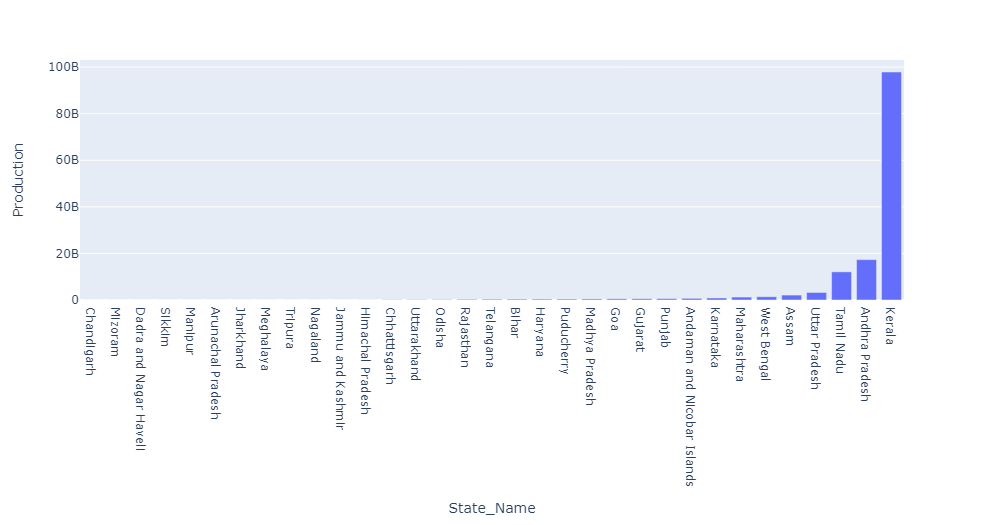 100B
80B
60B
40B
20B
0
Production
Chandigarh
Mizoram
Dadra and Nagar Haveli
Sikkim
Manipur
Arunachal Pradesh
Jharkhand
Meghalaya
Tripura
Nagaland
Jammu and Kashmir
Himachal Pradesh
Chhattisgarh
Uttarakhand
Odisha
Rajasthan
Telangana
Bihar
Haryana
Puducherry
Madhya Pradesh
Goa
Gujarat
Punjab
Andaman and Nicobar Islands
Karnataka
Maharashtra
West Bengal
Assam
Uttar Pradesh
Tamil Nadu
Andhra Pradesh
Kerala
State_Name